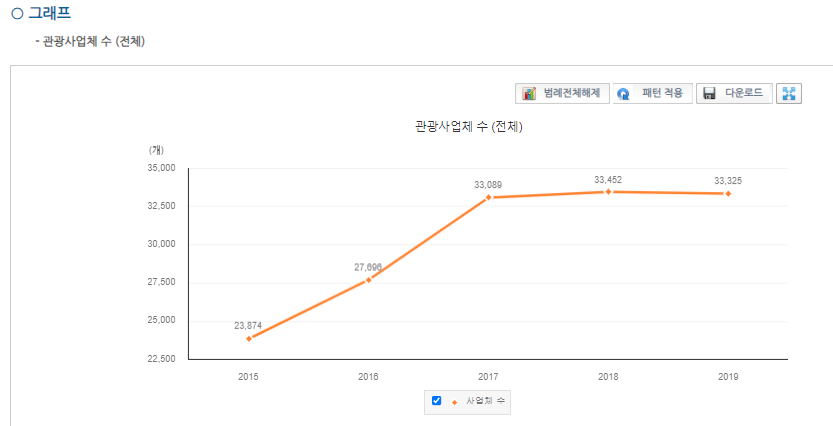 그래프
- 관광사업체 수 (전체)
범례전체해제 패턴 적용 다운로드
관광사업체 수 (전체)
(개)
35,000
33,089 33,452 33,325
32,500
30,000
27,696
27,500
25,000
23,874
22,500
2015 2016 2017 2018 2019
사업체 수